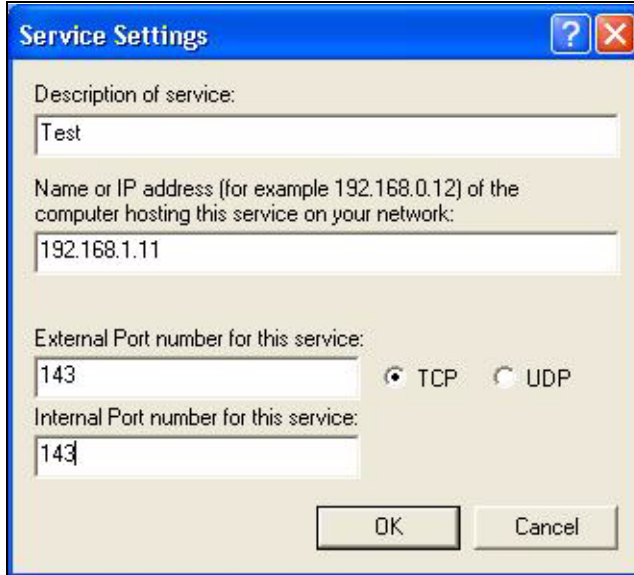 Service Settings
Description of service:
Test
Name or IP address (for example 192.168.0.12) of the
computer hosting this service on your network:
192.168.1.11
External Port number for this service:
143
TCP
UDP
Internal Port number for this service:
143
OK
Cancel